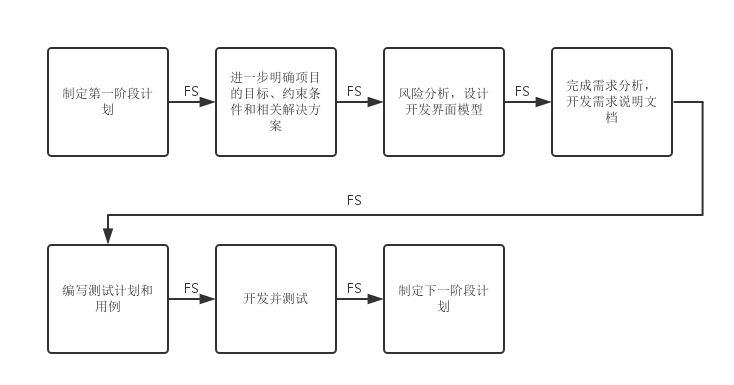 制定第一阶段计
划
FS
进一步明确项目
的目标、约束条
件和相关解决方
案
FS
风险分析，设计
开发界面模型
FS
完成需求分析，
开发需求说明文
档
FS
编写测试计划和
用例
FS
开发并测试
FS
制定下一阶段计
划